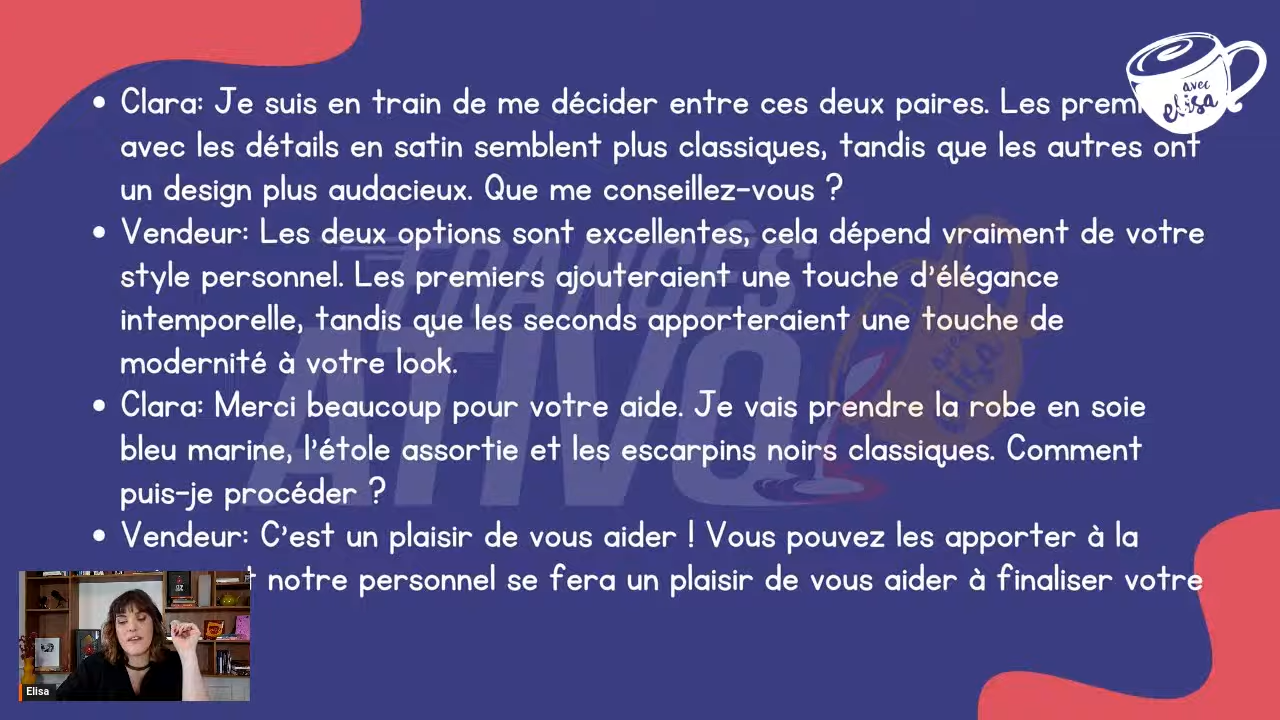 • Clara: Je suis en train de me décider entre ces deux paires. Les
avec les détails en satin semblent plus classiques, tandis que les autres ont
un design plus audacieux. Que me conseillez-vous ?
• Vendeur: Les deux options sont excellentes, cela dépend vraiment de votre
style personnel. Les premiers ajouteraient une touche d'élégance
intemporelle, tandis que les seconds apporteraient une touche de
modernité à votre look.
• Clara: Merci beaucoup pour votre aide. Je vais prendre la robe en soie
bleu marine, l'étole assortie et les escarpins noirs classiques. Comment
puis-je procéder ?
• Vendeur: C'est un plaisir de vous aider ! Vous pouvez les apporter à la
notre personnel se fera un plaisir de vous aider à finaliser votre
avec
elisa
FRANCÊS
ATIVO
avec
elisa
Elisa